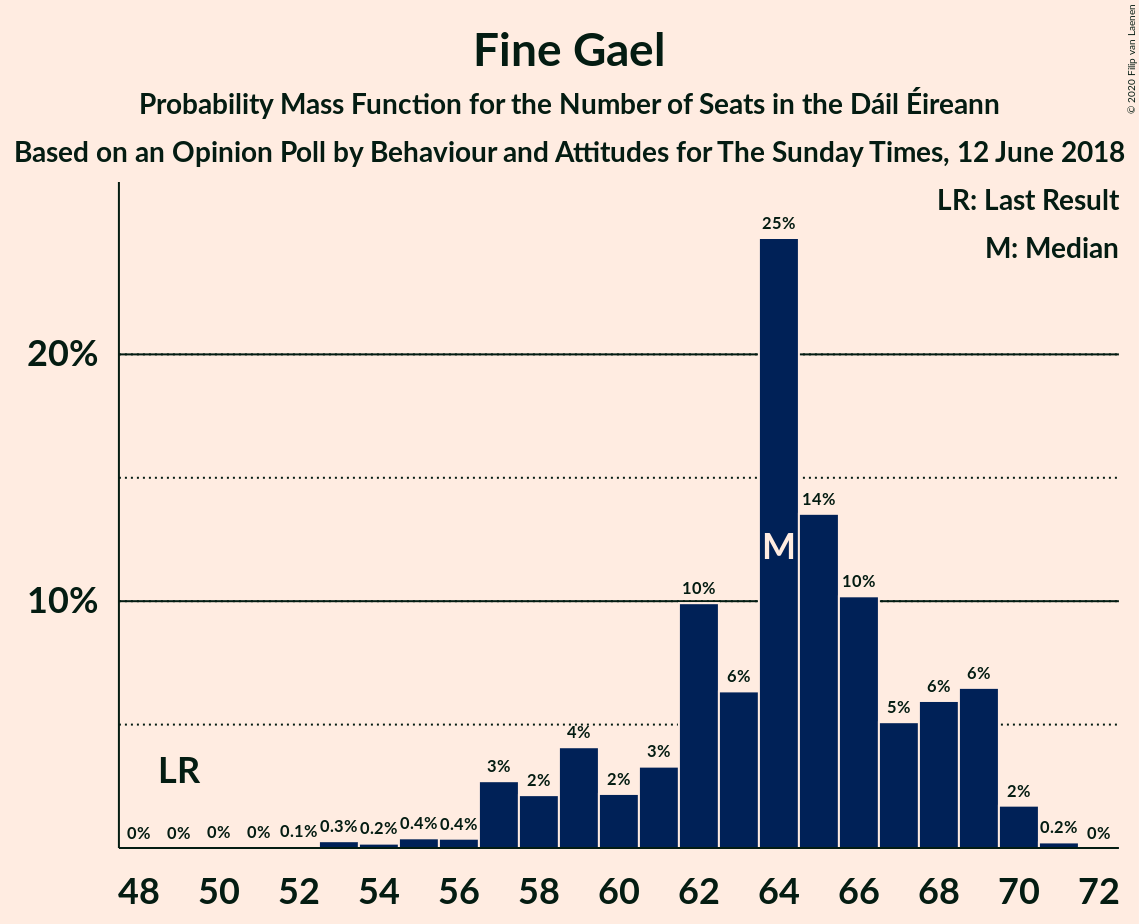 Fine Gael
Probability Mass Function for the Number of Seats in the Dáil Éireann
Based on an Opinion Poll by Behaviour and Attitudes for The Sunday Times, 12 June 2018
© 2020 Filip van Laenen
LR: Last Result
M: Median
20%
10%
0% 0% 0% 0% 0.1% 0.3% 0.2% 0.4% 0.4% 3% 2% 4% 2% 3% 10% 6% 25% 14% 10% 5% 6% 6% 2% 0.2% 0%
LR
M
48 50 52 54 56 58 60 62 64 66 68 70 72